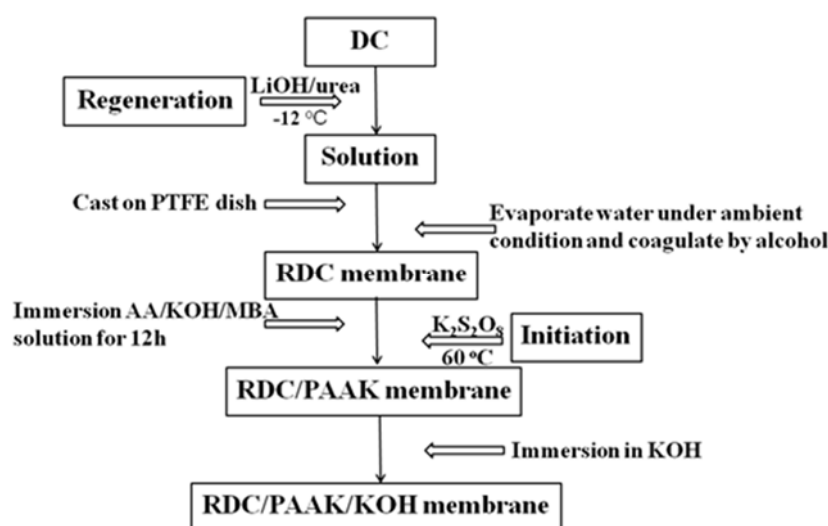 DC
LiOH/urea
Regeneration
-12 °C
Solution
Cast on PTFE dish
Evaporate water under ambient
condition and coagulate by alcohol
RDC membrane
Immersion AA/KOH/MBA
solution for 12h
K₂S₂O₈
Initiation
60 °C
RDC/PAAK membrane
Immersion in KOH
RDC/PAAK/KOH membrane